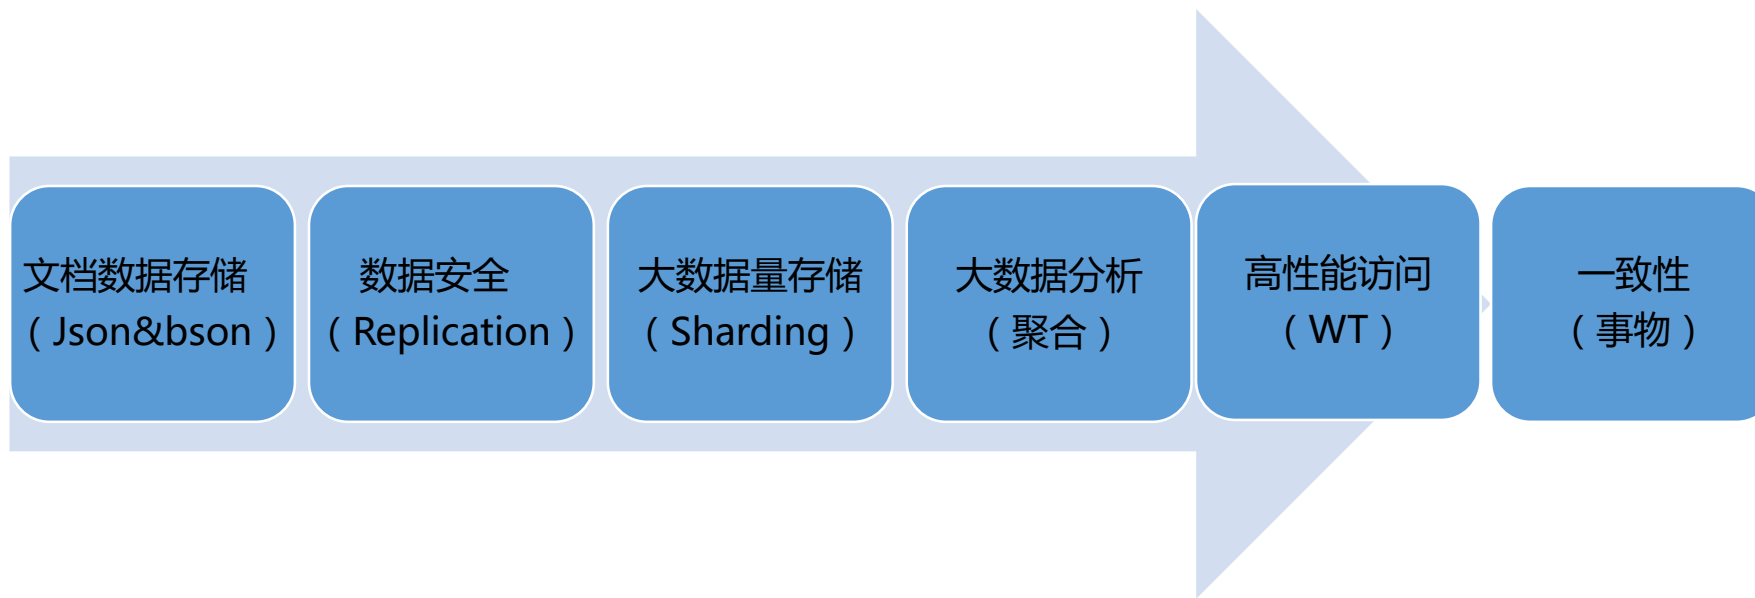 文档数据存储
（Json&bson）
数据安全
（Replication）
大数据量存储
（Sharding）
大数据分析
（聚合）
高性能访问
（WT）
一致性
（事物）